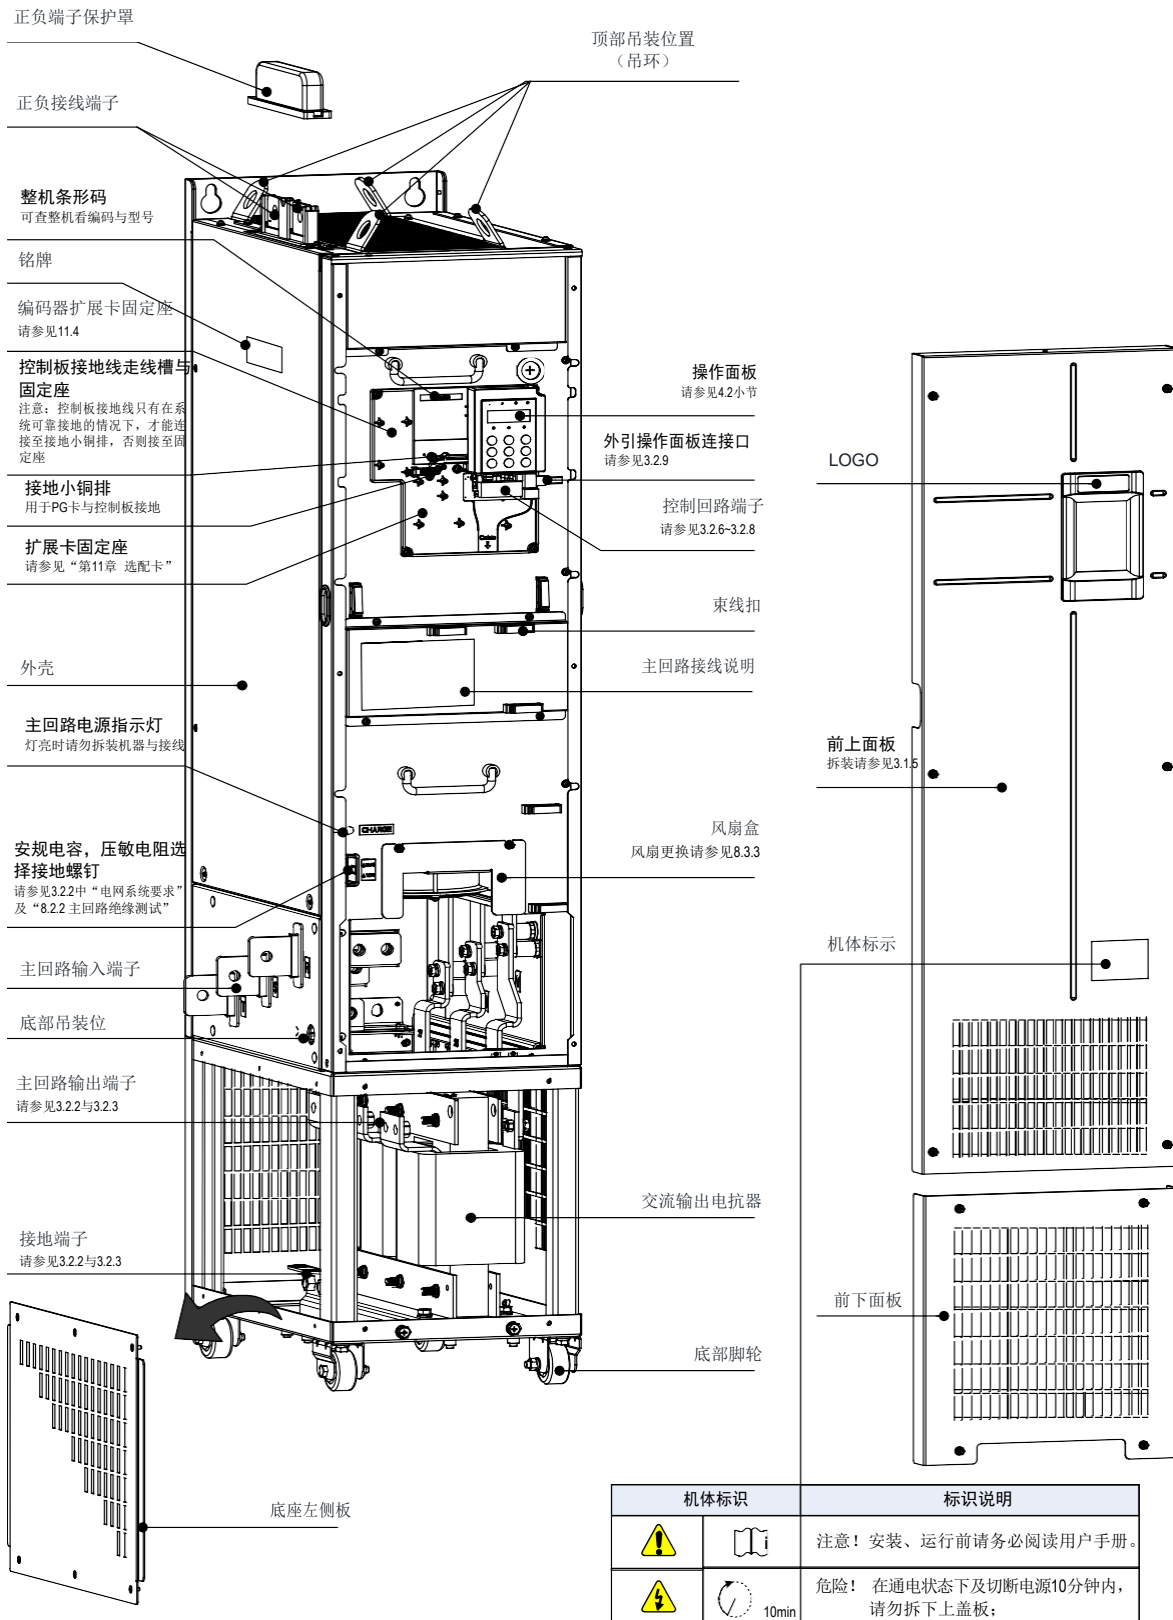 正负端子保护罩
顶部吊装位置
（吊环）
正负接线端子
整机条形码
可查整机看编码与型号
铭牌
编码器扩展卡固定座
请参见11.4
控制板接地线走线槽与
固定座
注意：控制板接地线只有在系
统可靠接地的情况下，才能连
接至接地小铜排，否则接至固
定座
接地小铜排
用于PG卡与控制板接地
扩展卡固定座
请参见“第11章 选配卡”
外壳
主回路电源指示灯
灯亮时请勿拆装机器与接线
安规电容，压敏电阻选
择接地螺钉
请参见3.2.2中“电网系统要求”
及“8.2.2 主回路绝缘测试”
主回路输入端子
底部吊装位
主回路输出端子
请参见3.2.2与3.2.3
接地端子
请参见3.2.2与3.2.3
底座左侧板
操作面板
请参见4.2小节
外引操作面板连接口
请参见3.2.9
控制回路端子
请参见3.2.6~3.2.8
束线扣
主回路接线说明
CHARGE
风扇盒
风扇更换请参见8.3.3
交流输出电抗器
底部脚轮
LOGO
前上面板
拆装请参见3.1.5
机体标示
前下面板
机体标识 标识说明
注意！安装、运行前请务必阅读用户手册。
危险！ 在通电状态下及切断电源10分钟内，
10min 请勿拆下上盖板；